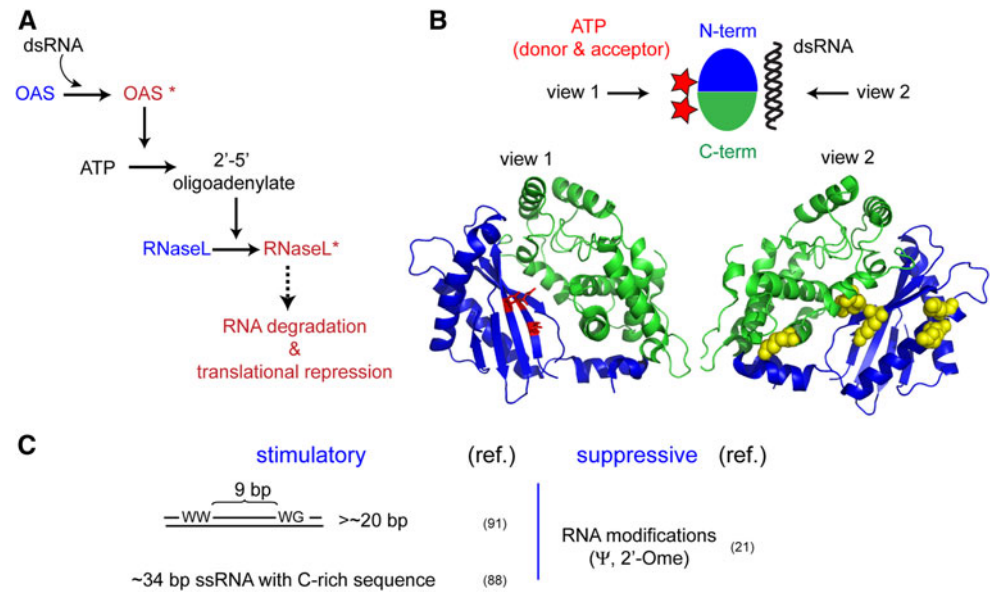 A
dsRNA
OAS
OAS *
ATP
2’-5’
oligoadenylate
RNaseL
RNaseL*
RNA degradation
&
translational repression
B
ATP
(donor & acceptor)
N-term
dsRNA
view 1
view 2
C-term
view 1
view 2
C
stimulatory
(ref.)
suppressive
(ref.)
9 bp
WW
WG
>~20 bp
(91)
~34 bp ssRNA with C-rich sequence
(88)
RNA modifications
(Ψ, 2’-Ome)
(21)